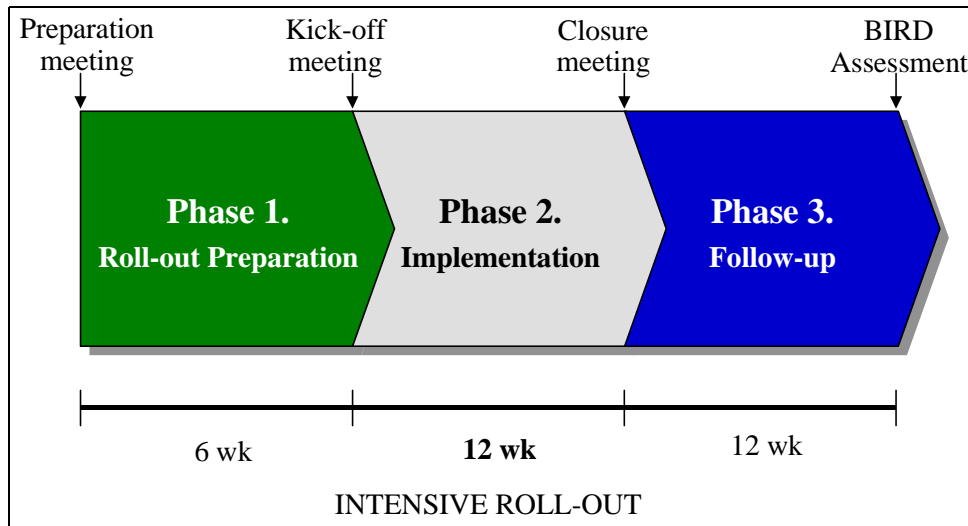 Preparation
meeting
Kick-off
meeting
Closure
meeting
BIRD
Assessment
Phase 1.
Roll-out Preparation
Phase 2.
Implementation
Phase 3.
Follow-up
6 wk
12 wk
12 wk
INTENSIVE ROLL-OUT